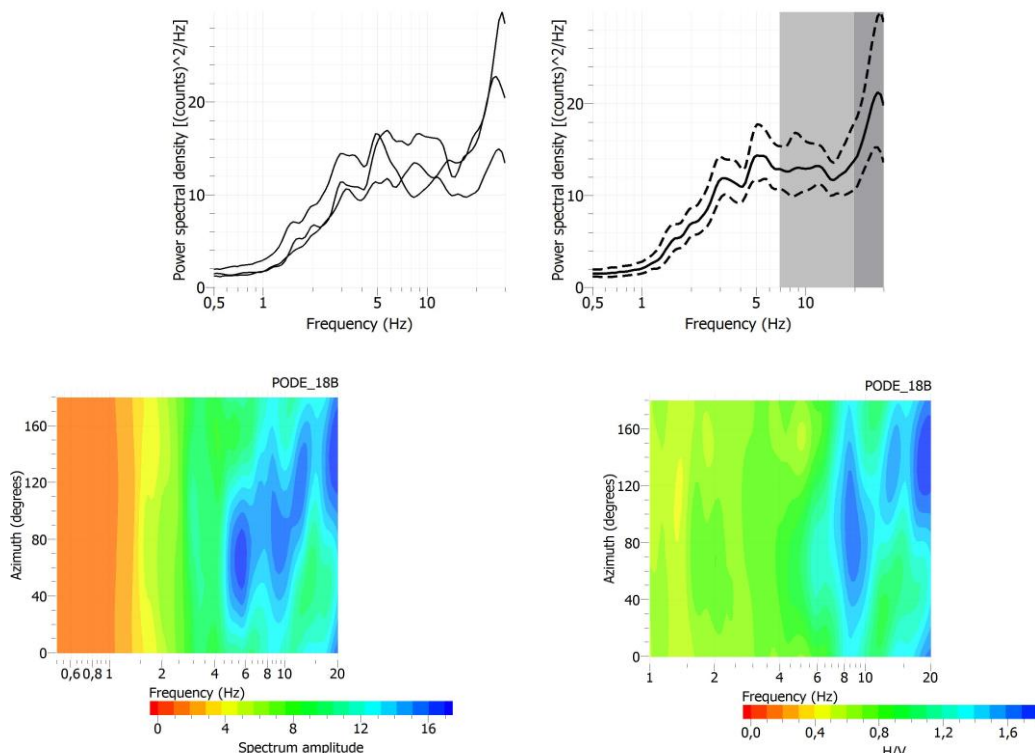 Power spectral density [(counts)^2/Hz]
20
10
0
0,5 1 5 10
Frequency (Hz)
Power spectral density [(counts)^2/Hz]
20
10
0
0,5 1 5 10
Frequency (Hz)
PODE_18B
Azimuth (degrees)
160
120
80
40
0
0,6 0,8 1 2 4 6 8 10 20
Frequency (Hz)
0 4 8 12 16
Spectrum amplitude
PODE_18B
Azimuth (degrees)
160
120
80
40
0
1 2 4 6 8 10 20
Frequency (Hz)
0,0 0,4 0,8 1,2 1,6
H/V